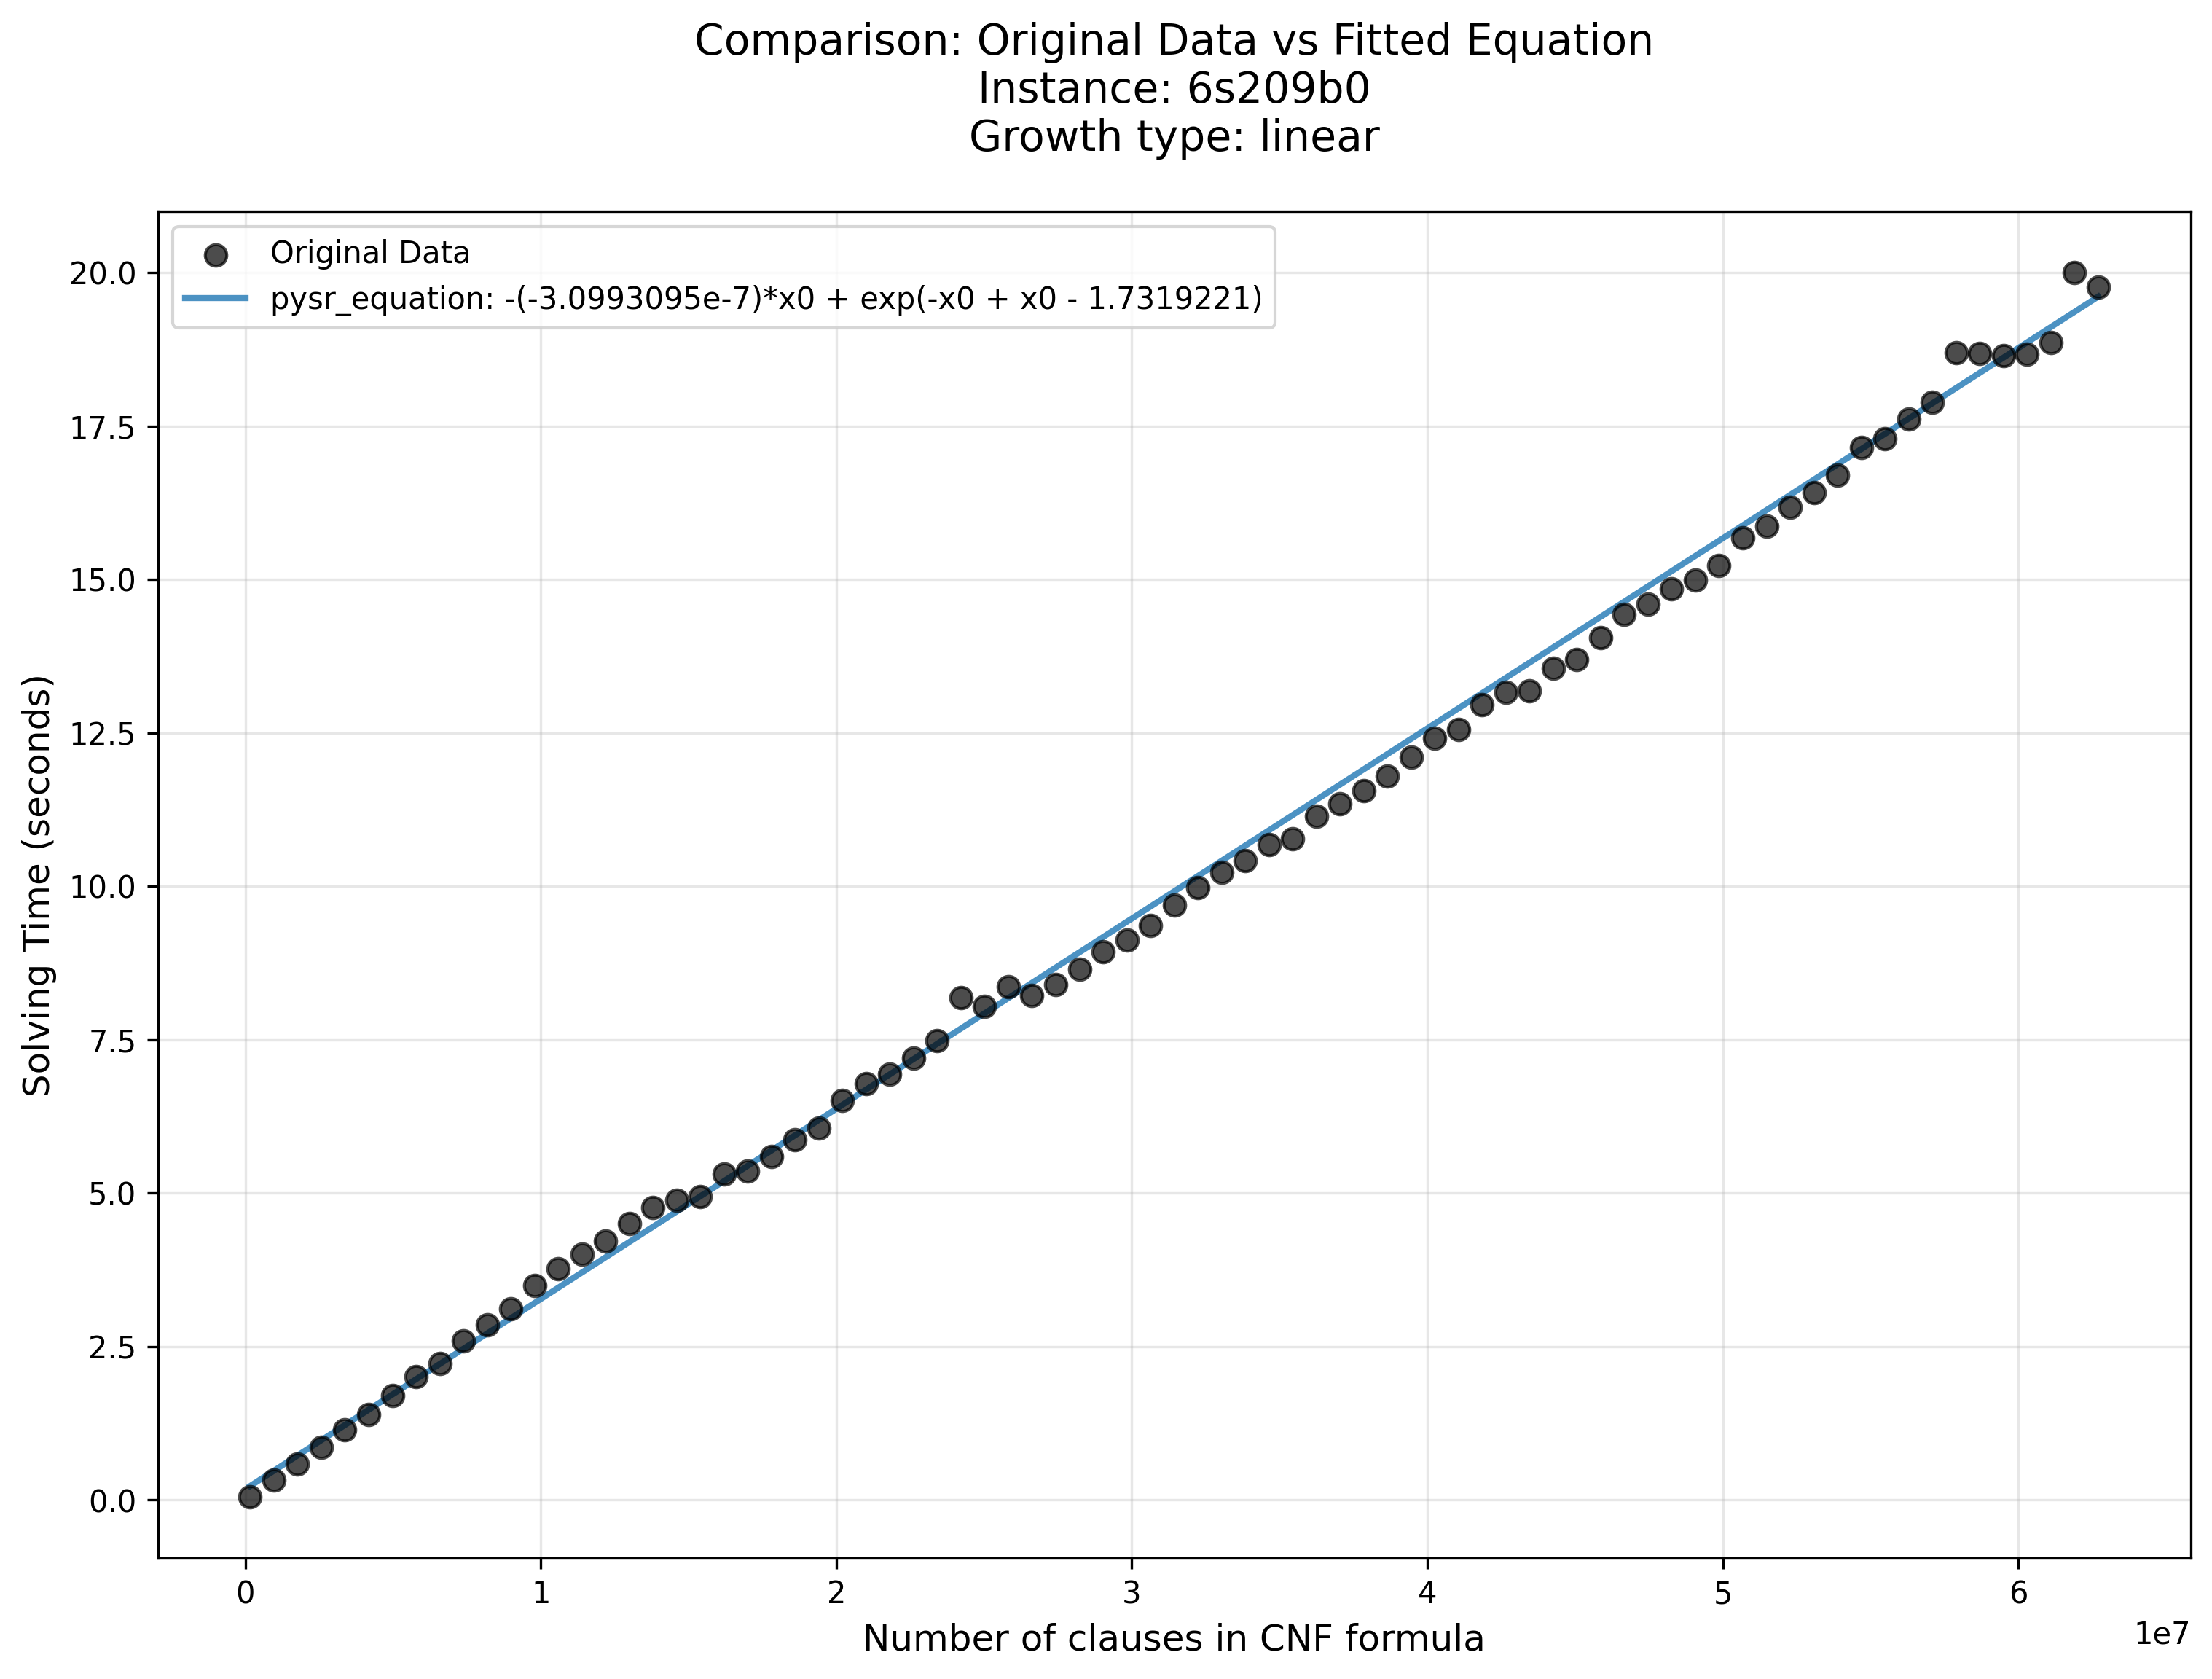 Comparison: Original Data vs Fitted Equation
Instance: 6s209b0
Growth type: linear
Original Data
pysr_equation: -(-3.0993095e-7)*x0 + exp(-x0 + x0 - 1.7319221)
20.0
17.5
15.0
12.5
10.0
7.5
5.0
2.5
0.0
Solving Time (seconds)
0 1 2 3 4 5 6
1e7
Number of clauses in CNF formula